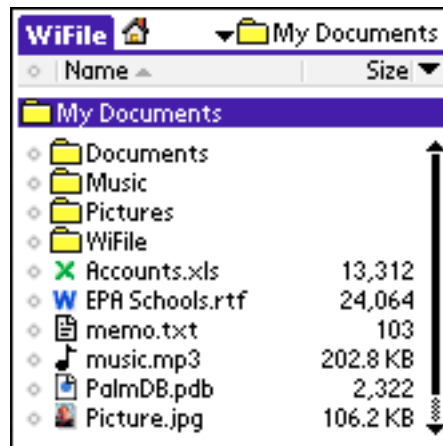 WiFile My Documents
Name Size
My Documents
Documents
Music
Pictures
WiFile
Accounts.xls 13,312
EPA Schools.rtf 24,064
memo.txt 103
music.mp3 202.8 KB
PalmDB.pdb 2,322
Picture.jpg 106.2 KB